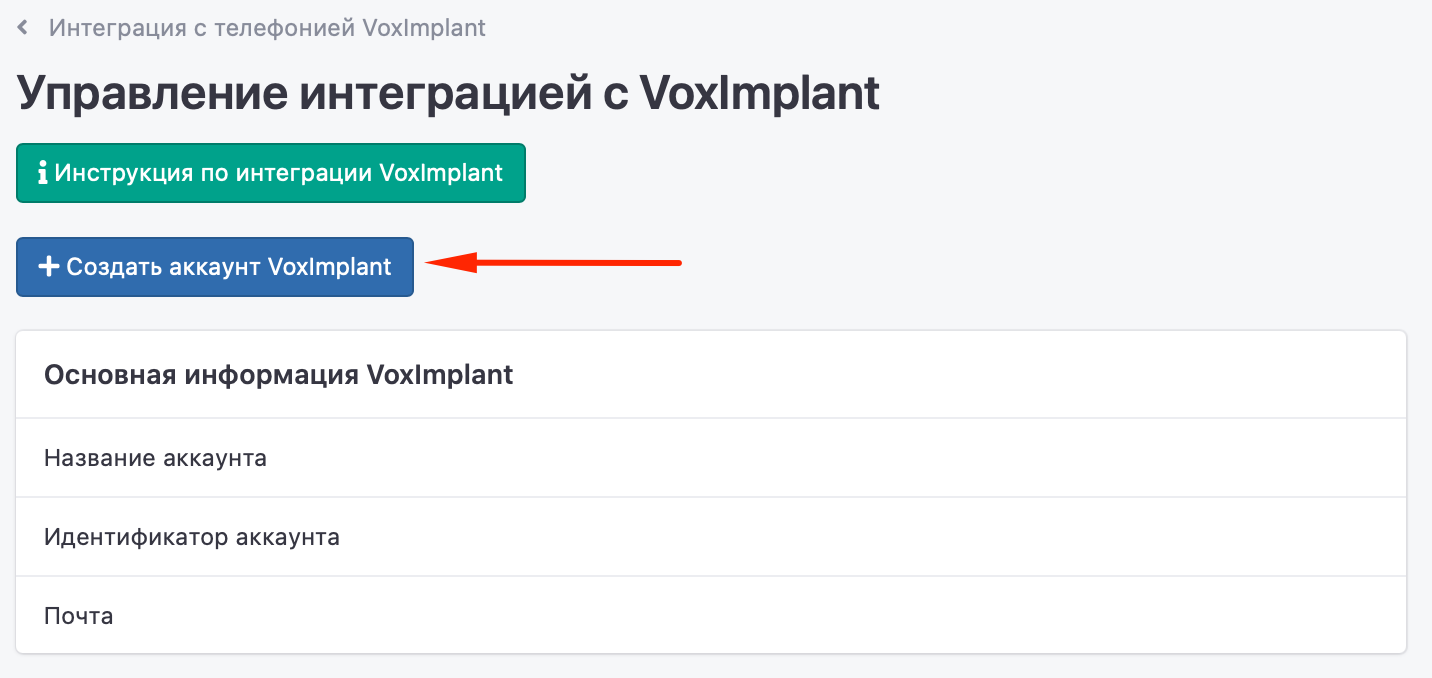 Интеграция с телефонией VoxImplant
Управление интеграцией с VoxImplant
Инструкция по интеграции VoxImplant
Создать аккаунт VoxImplant
Основная информация VoxImplant
Название аккаунта
Идентификатор аккаунта
Почта